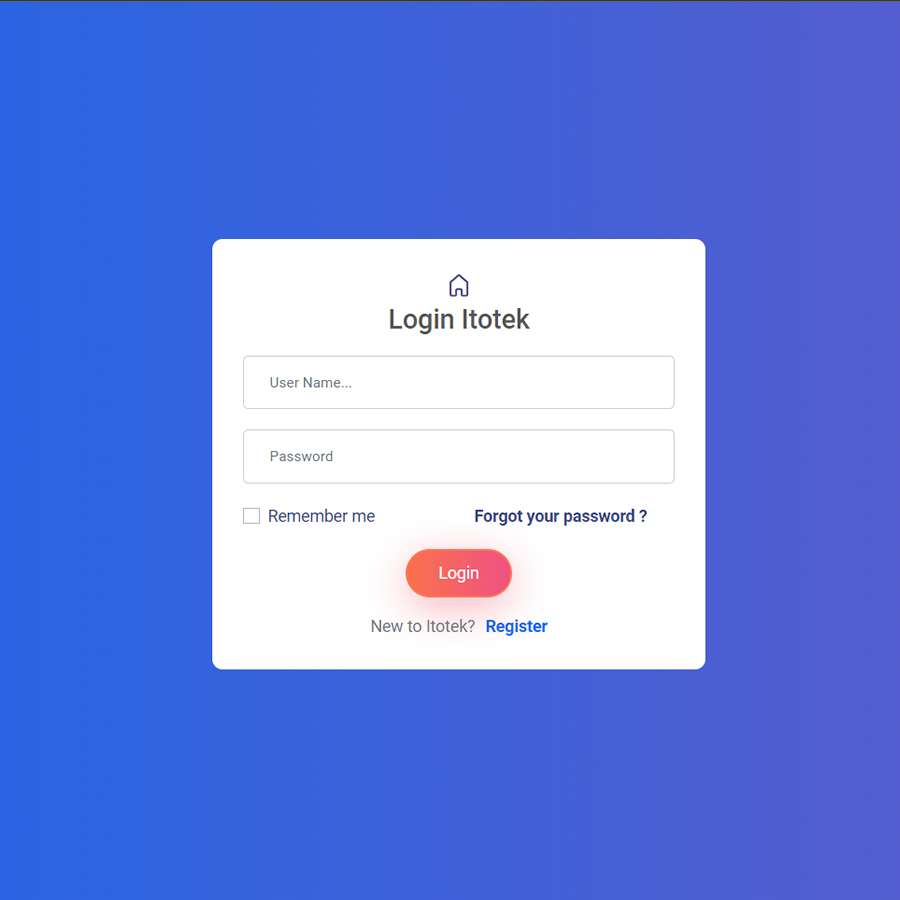 Login Itotek
User Name...
Password
Remember me
Forgot your password ?
Login
New to Itotek? Register